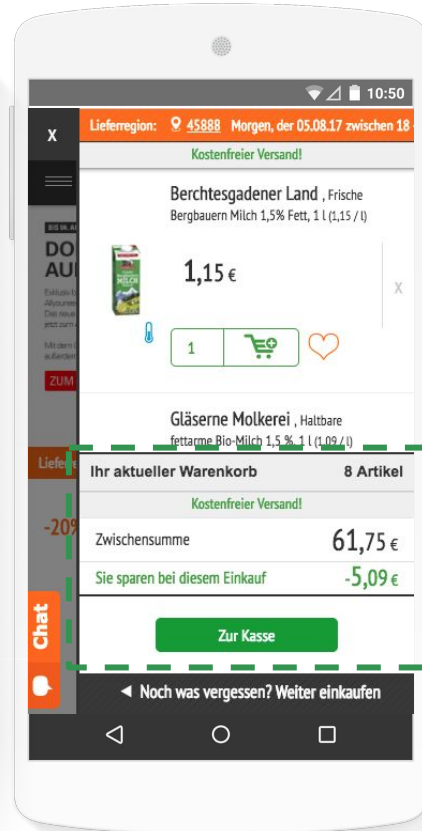 10:50
X
Lieferregion: 45888 Morgen, der 05.08.17 zwischen 18
Kostenfreier Versand!
Berchtesgadener Land , Frische
Bergbauern Milch 1,5% Fett, 1 l (1,15 / l)
MILCH
1,15 €
X
1
Gläserne Molkerei , Haltbare
fettarme Bio-Milch 1,5 %, 1 l (1,09 / l)
DO
AU
ZUM
Liefer
-20%
Ihr aktueller Warenkorb 8 Artikel
Kostenfreier Versand!
Zwischensumme 61,75 €
Sie sparen bei diesem Einkauf -5,09 €
Zur Kasse
Chat
◄ Noch was vergessen? Weiter einkaufen